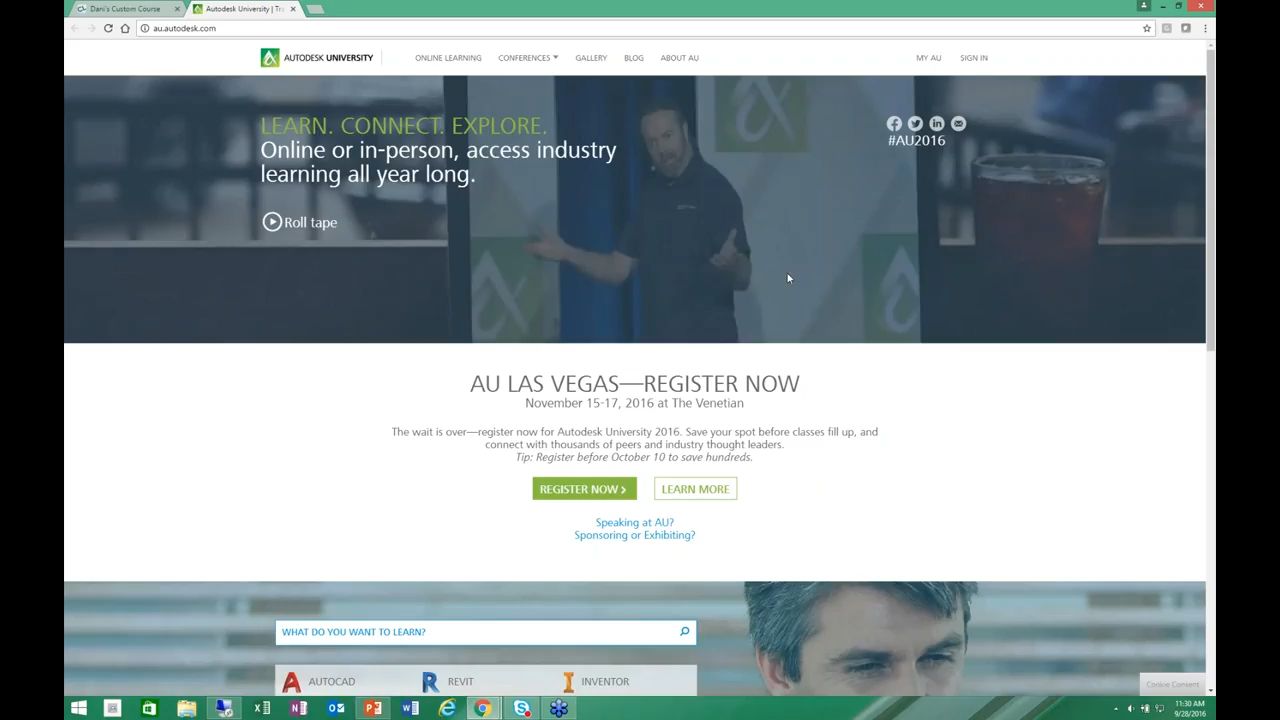 Dani's Custom Course
Autodesk University | Tra
au.autodesk.com
AUTODESK UNIVERSITY
ONLINE LEARNING
CONFERENCES
GALLERY
BLOG
ABOUT AU
MY AU
SIGN IN
LEARN. CONNECT. EXPLORE.
Online or in-person, access industry
learning all year long.
Roll tape
#AU2016
AU LAS VEGAS—REGISTER NOW
November 15-17, 2016 at The Venetian
The wait is over—register now for Autodesk University 2016. Save your spot before classes fill up, and
connect with thousands of peers and industry thought leaders.
Tip: Register before October 10 to save hundreds.
REGISTER NOW
LEARN MORE
Speaking at AU?
Sponsoring or Exhibiting?
WHAT DO YOU WANT TO LEARN?
AUTOCAD
REVIT
INVENTOR
Cookie Consent
11:30 AM
9/28/2016